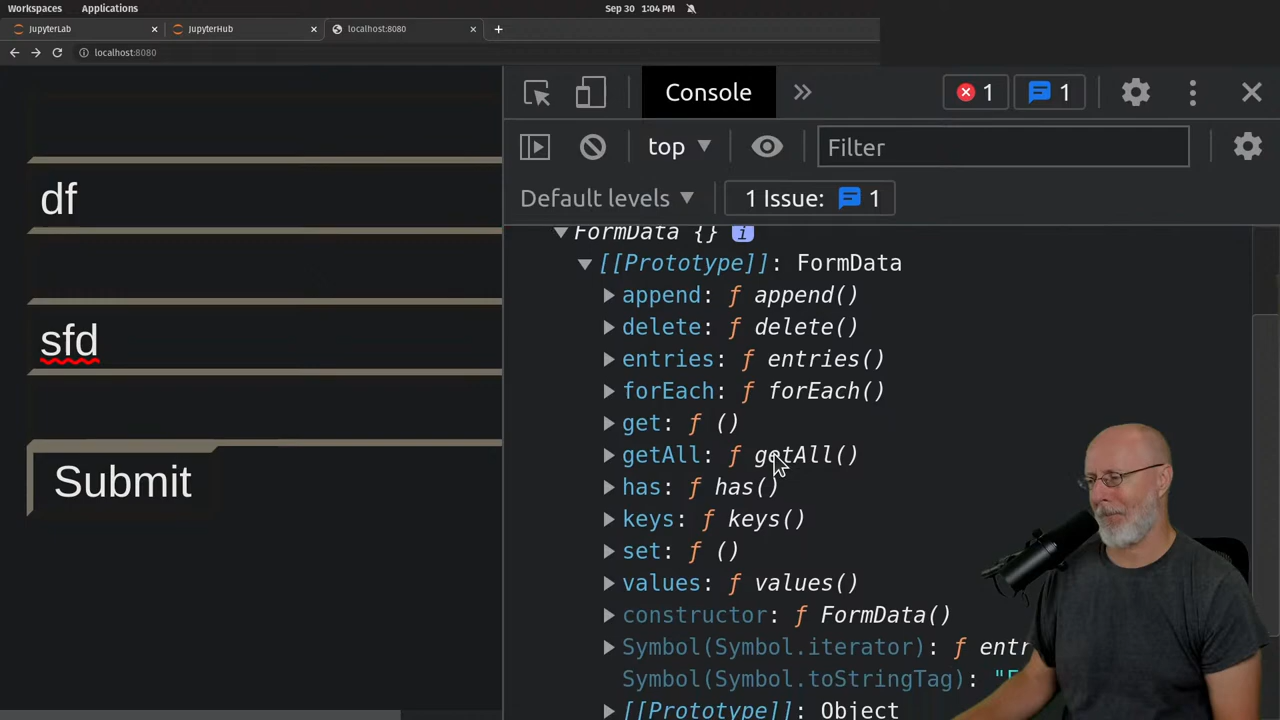 Workspaces Applications Sep 30 1:04 PM
JupyterLab JupyterHub localhost:8080
localhost:8080
Console 1 1
top Filter
Default levels 1 Issue: 1
df
sfd
Submit
FormData {} i
[[Prototype]]: FormData
append: ƒ append()
delete: ƒ delete()
entries: ƒ entries()
forEach: ƒ forEach()
get: ƒ ()
getAll: ƒ getAll()
has: ƒ has()
keys: ƒ keys()
set: ƒ ()
values: ƒ values()
constructor: ƒ FormData()
Symbol(Symbol.iterator): ƒ entr
Symbol(Symbol.toStringTag): "F
[[Prototype]]: Object